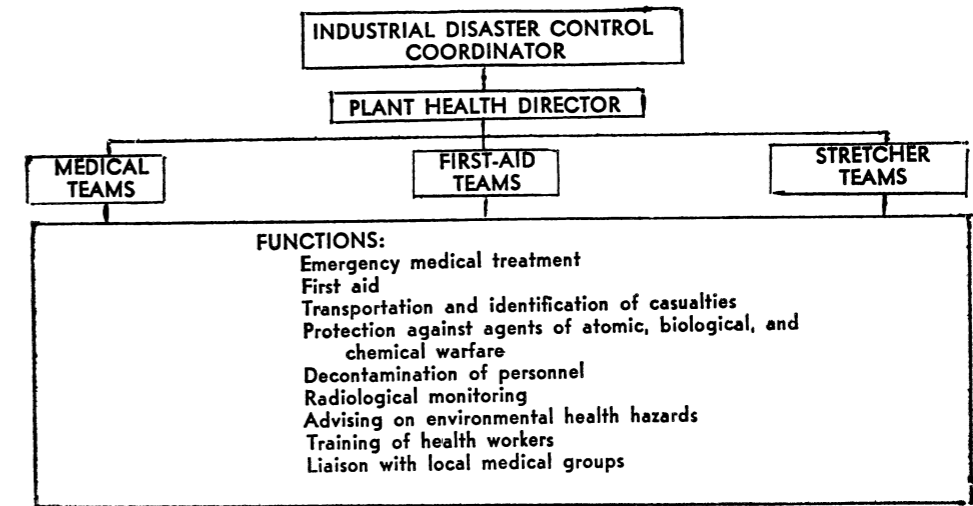 INDUSTRIAL DISASTER CONTROL
COORDINATOR
PLANT HEALTH DIRECTOR
MEDICAL
TEAMS
FIRST-AID
TEAMS
STRETCHER
TEAMS
FUNCTIONS:
Emergency medical treatment
First aid
Transportation and identification of casualties
Protection against agents of atomic, biological, and
chemical warfare
Decontamination of personnel
Radiological monitoring
Advising on environmental health hazards
Training of health workers
Liaison with local medical groups